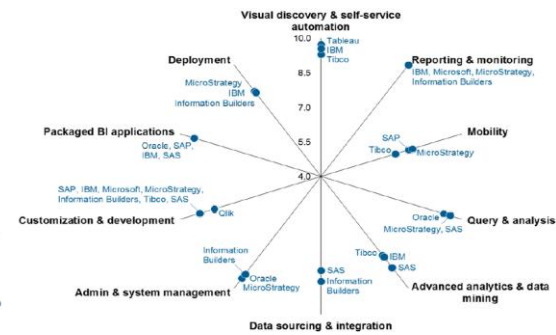 Visual discovery & self-service
automation
10.0
Tableau
IBM
Tibco
Deployment
MicroStrategy
IBM
Information Builders
8.5
Reporting & monitoring
IBM, Microsoft, MicroStrategy,
Information Builders
7.0
Packaged BI applications
Oracle, SAP,
IBM, SAS
5.5
SAP
Tibco
MicroStrategy
Mobility
4.0
SAP, IBM, Microsoft, MicroStrategy,
Information Builders, Tibco, SAS
Qlik
Customization & development
Oracle
MicroStrategy, SAS
Query & analysis
Information
Builders
Oracle
MicroStrategy
Admin & system management
Tibco
IBM
SAS
Advanced analytics & data
mining
SAS
Information
Builders
Data sourcing & integration